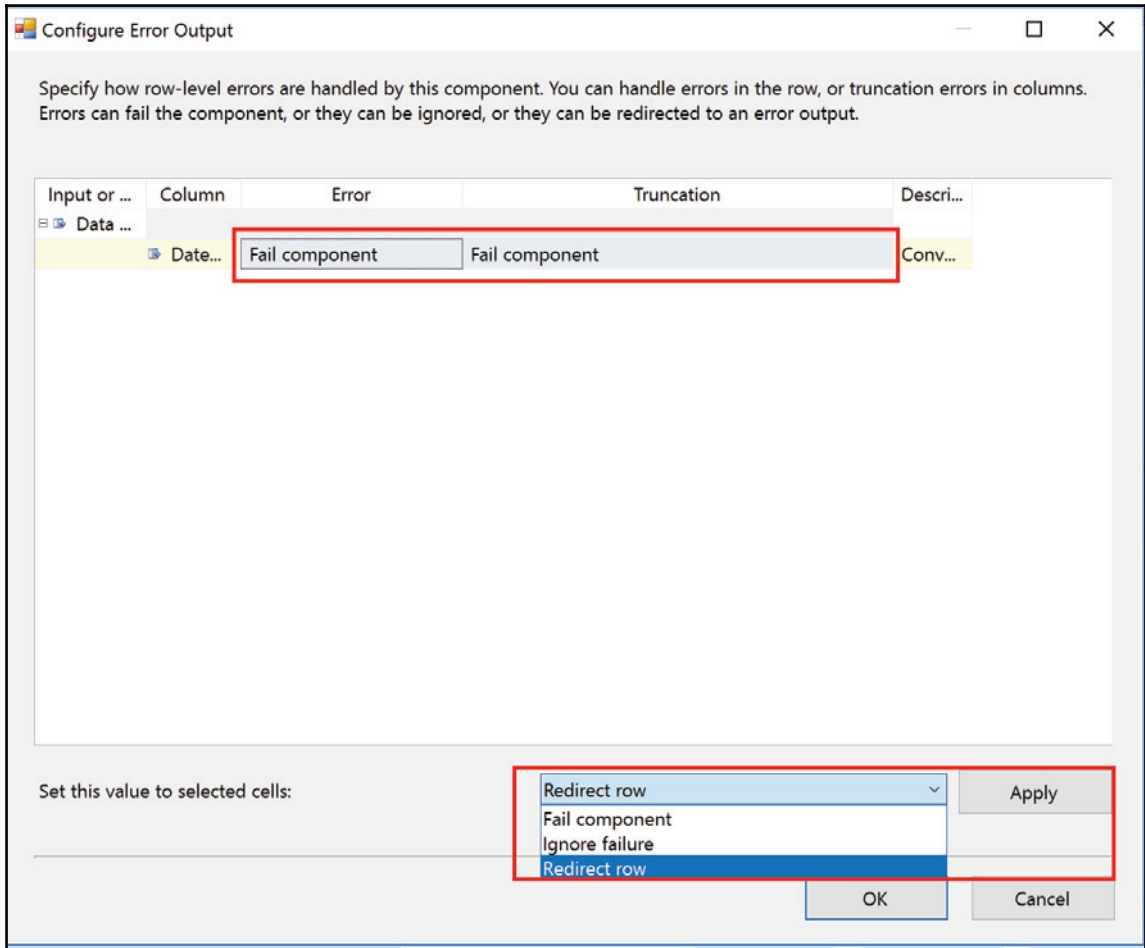 Configure Error Output
Specify how row-level errors are handled by this component. You can handle errors in the row, or truncation errors in columns.
Errors can fail the component, or they can be ignored, or they can be redirected to an error output.
Input or ... Column Error Truncation Descri...
Data ...
Date... Fail component Fail component Conv...
Set this value to selected cells: Redirect row Apply
Fail component
Ignore failure
Redirect row
OK Cancel